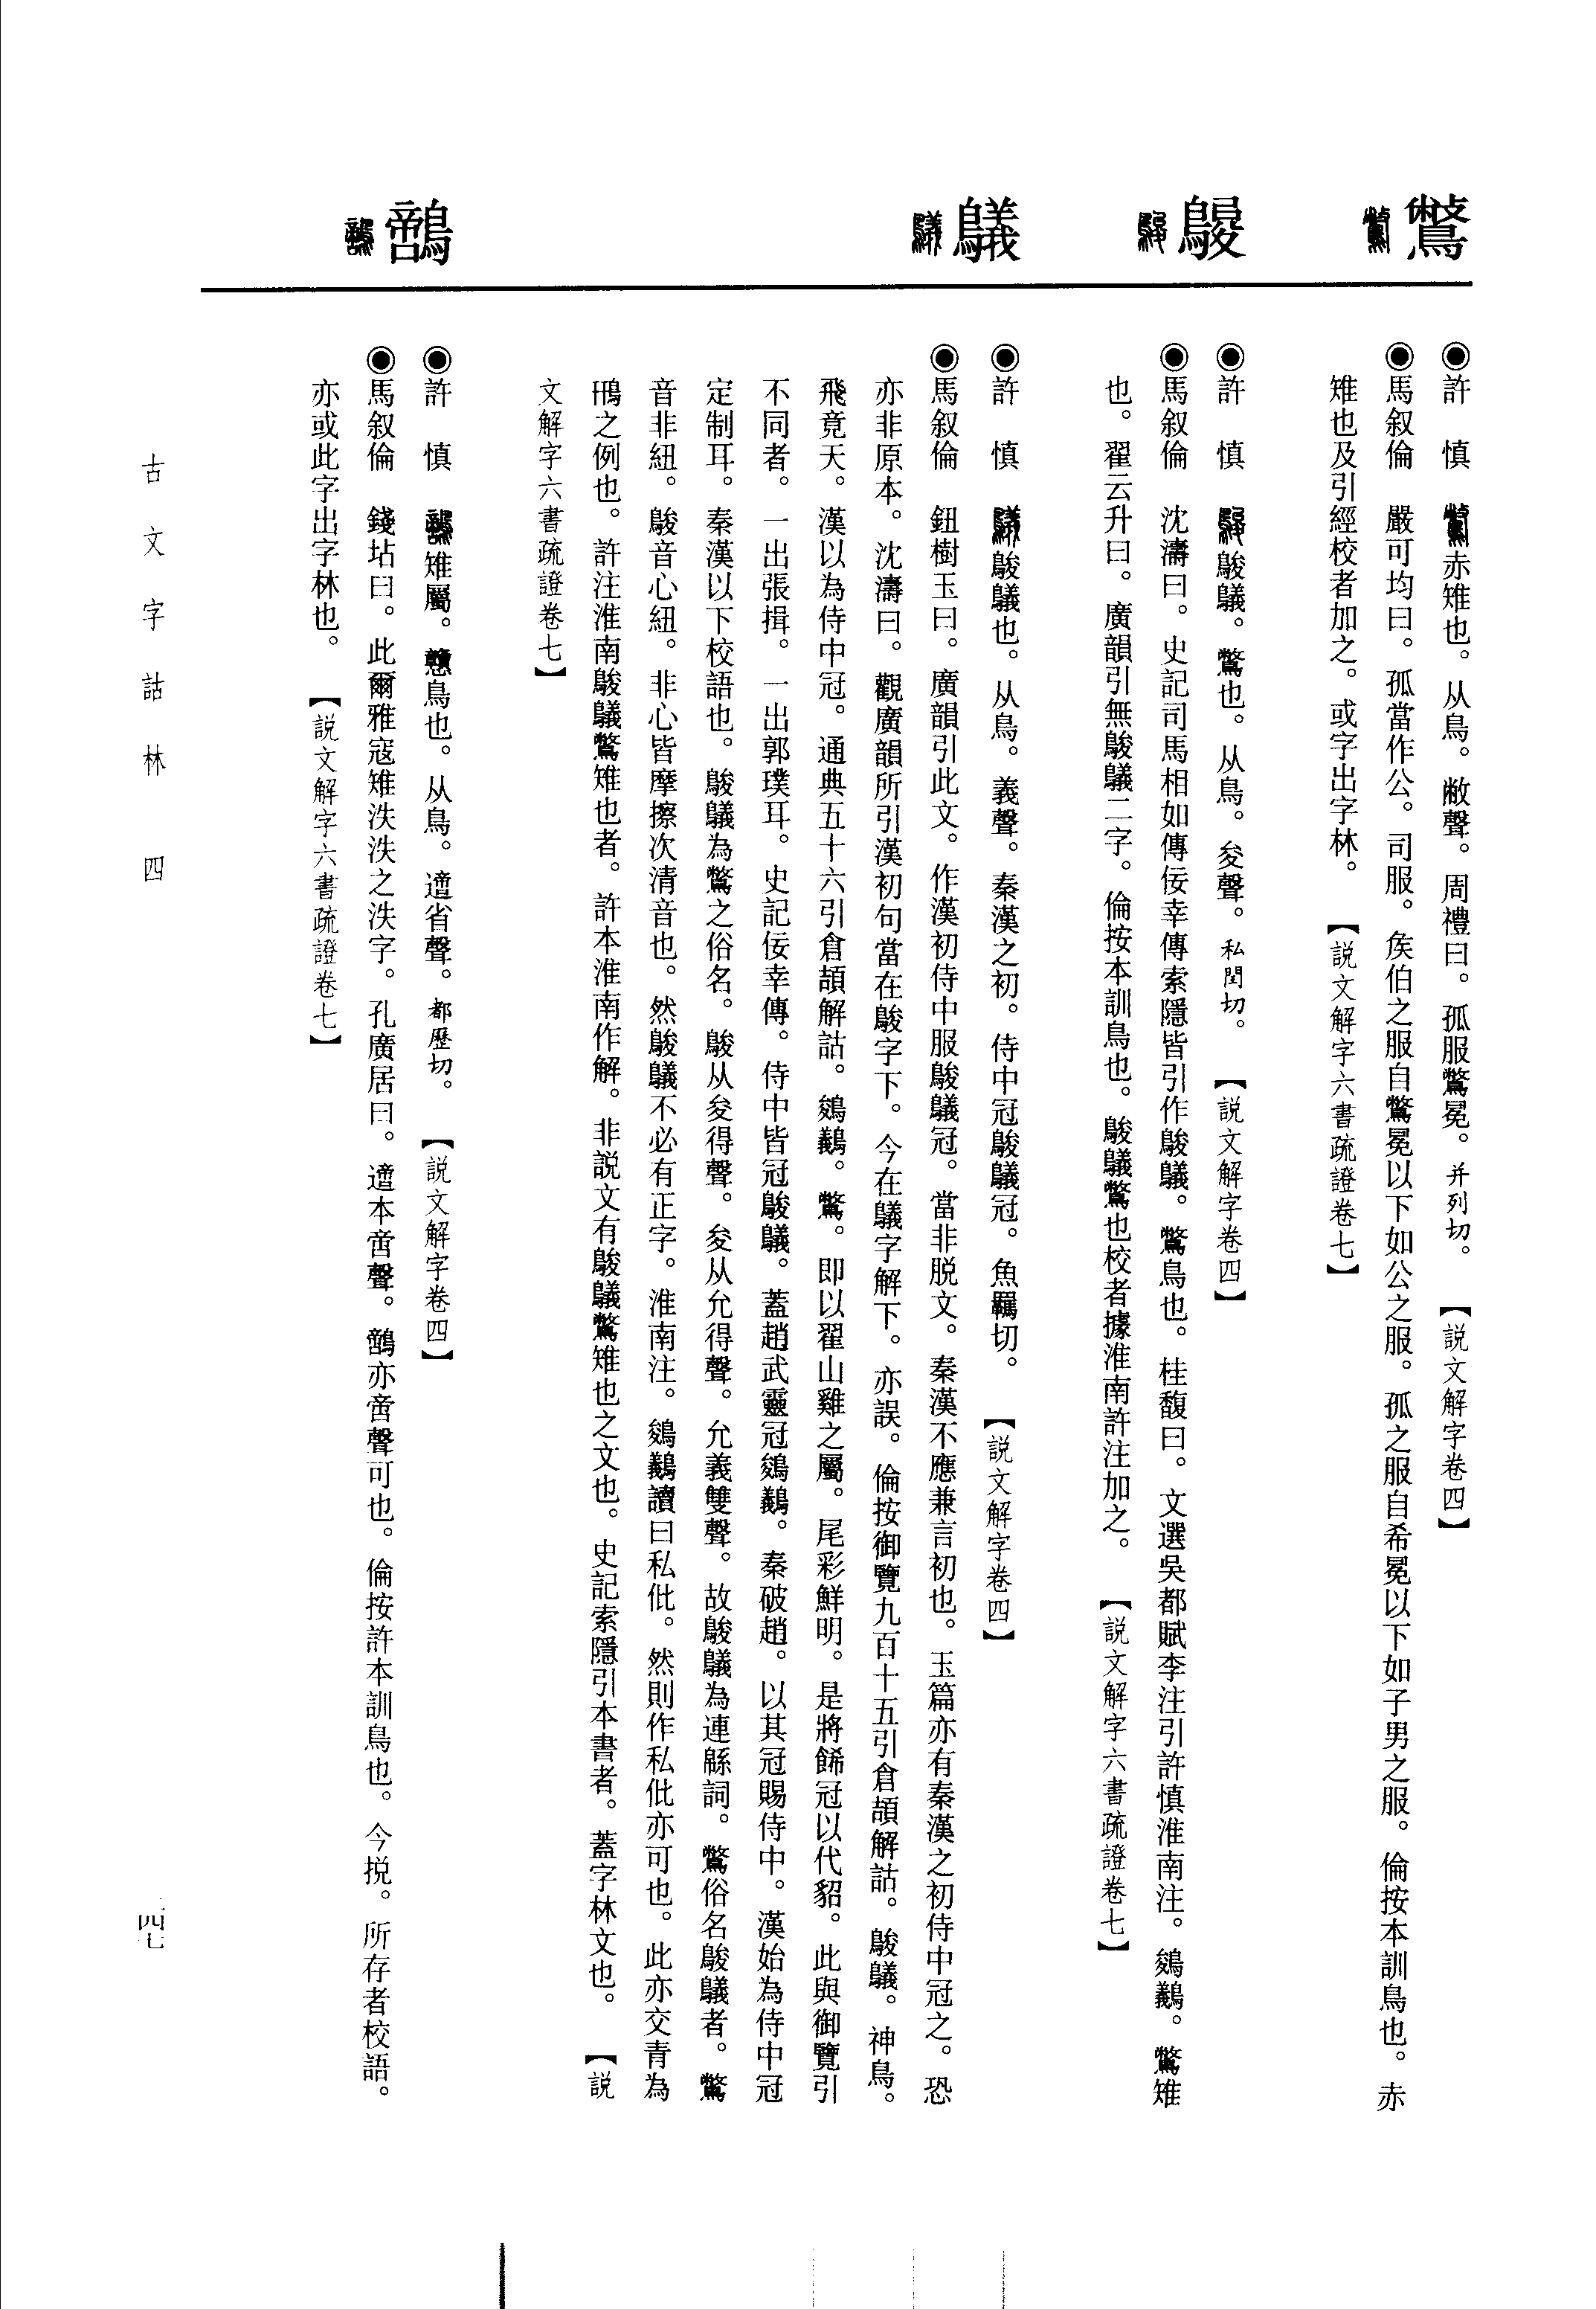 鷩
◉許　慎　赤雉也。从鳥。敝聲。周禮曰。孤服鷩冕。并列切。【説文解字卷四】
◉馬叙倫　嚴可均曰。孤當作公。司服。矦伯之服自鷩冕以下如公之服。孤之服自希冕以下如子男之服。倫按本訓鳥也。赤
雉也及引經校者加之。或字出字林。【説文解字六書疏證卷七】
鵔
◉許　慎　鵔鸃。鷩也。从鳥。夋聲。私閏切。【説文解字卷四】
◉馬叙倫　沈濤曰。史記司馬相如傳佞幸傳索隱皆引作鵔鸃。鷩鳥也。桂馥曰。文選吳都賦李注引許慎淮南注。鵔鸃。鷩雉
也。翟云升曰。廣韻引無鵔鸃二字。倫按本訓鳥也。鵔鸃鷩也校者據淮南許注加之。【説文解字六書疏證卷七】
鸃
◉許　慎　鵔鸃也。从鳥。義聲。秦漢之初。侍中冠鵔鸃冠。魚羈切。【説文解字卷四】
◉馬叙倫　鈕樹玉曰。廣韻引此文。作漢初侍中服鵔鸃冠。當非脱文。秦漢不應兼言初也。玉篇亦有秦漢之初侍中冠之。恐
亦非原本。沈濤曰。觀廣韻所引漢初句當在鵔字下。今在鸃字解下。亦誤。倫按御覽九百十五引倉頡解詁。鵔鸃。神鳥。
飛竟天。漢以為侍中冠。通典五十六引倉頡解詁。鵔鸃。鷩。即以翟山雞之屬。尾彩鮮明。是將餙冠以代貂。此與御覽引
不同者。一出張揖。一出郭璞耳。史記佞幸傳。侍中皆冠鵔鸃。蓋趙武靈冠鵔鸃。秦破趙。以其冠賜侍中。漢始為侍中冠
定制耳。秦漢以下校語也。鵔鸃為鷩之俗名。鵔从夋得聲。夋从允得聲。允義雙聲。故鵔鸃為連緜詞。鷩俗名鵔鸃者。鷩
音非紐。鵔音心紐。非心皆摩擦次清音也。然鵔鸃不必有正字。淮南注。鵔鸃讀曰私仳。然則作私仳亦可也。此亦交青為
鳽之例也。許注淮南鵔鸃鷩雉也者。許本淮南作解。非説文有鵔鸃鷩雉也之文也。史記索隱引本書者。蓋字林文也。【説
文解字六書疏證卷七】
鸐
◉許　慎　雉屬。戇鳥也。从鳥。適省聲。都歷切。【説文解字卷四】
◉馬叙倫　錢坫曰。此爾雅寇雉泆泆之泆字。孔廣居曰。適本啻聲。亦啻聲可也。倫按許本訓鳥也。今捝。所存者校語。
亦或此字出字林也。【説文解字六書疏證卷七】
古文字詁林　四
四七